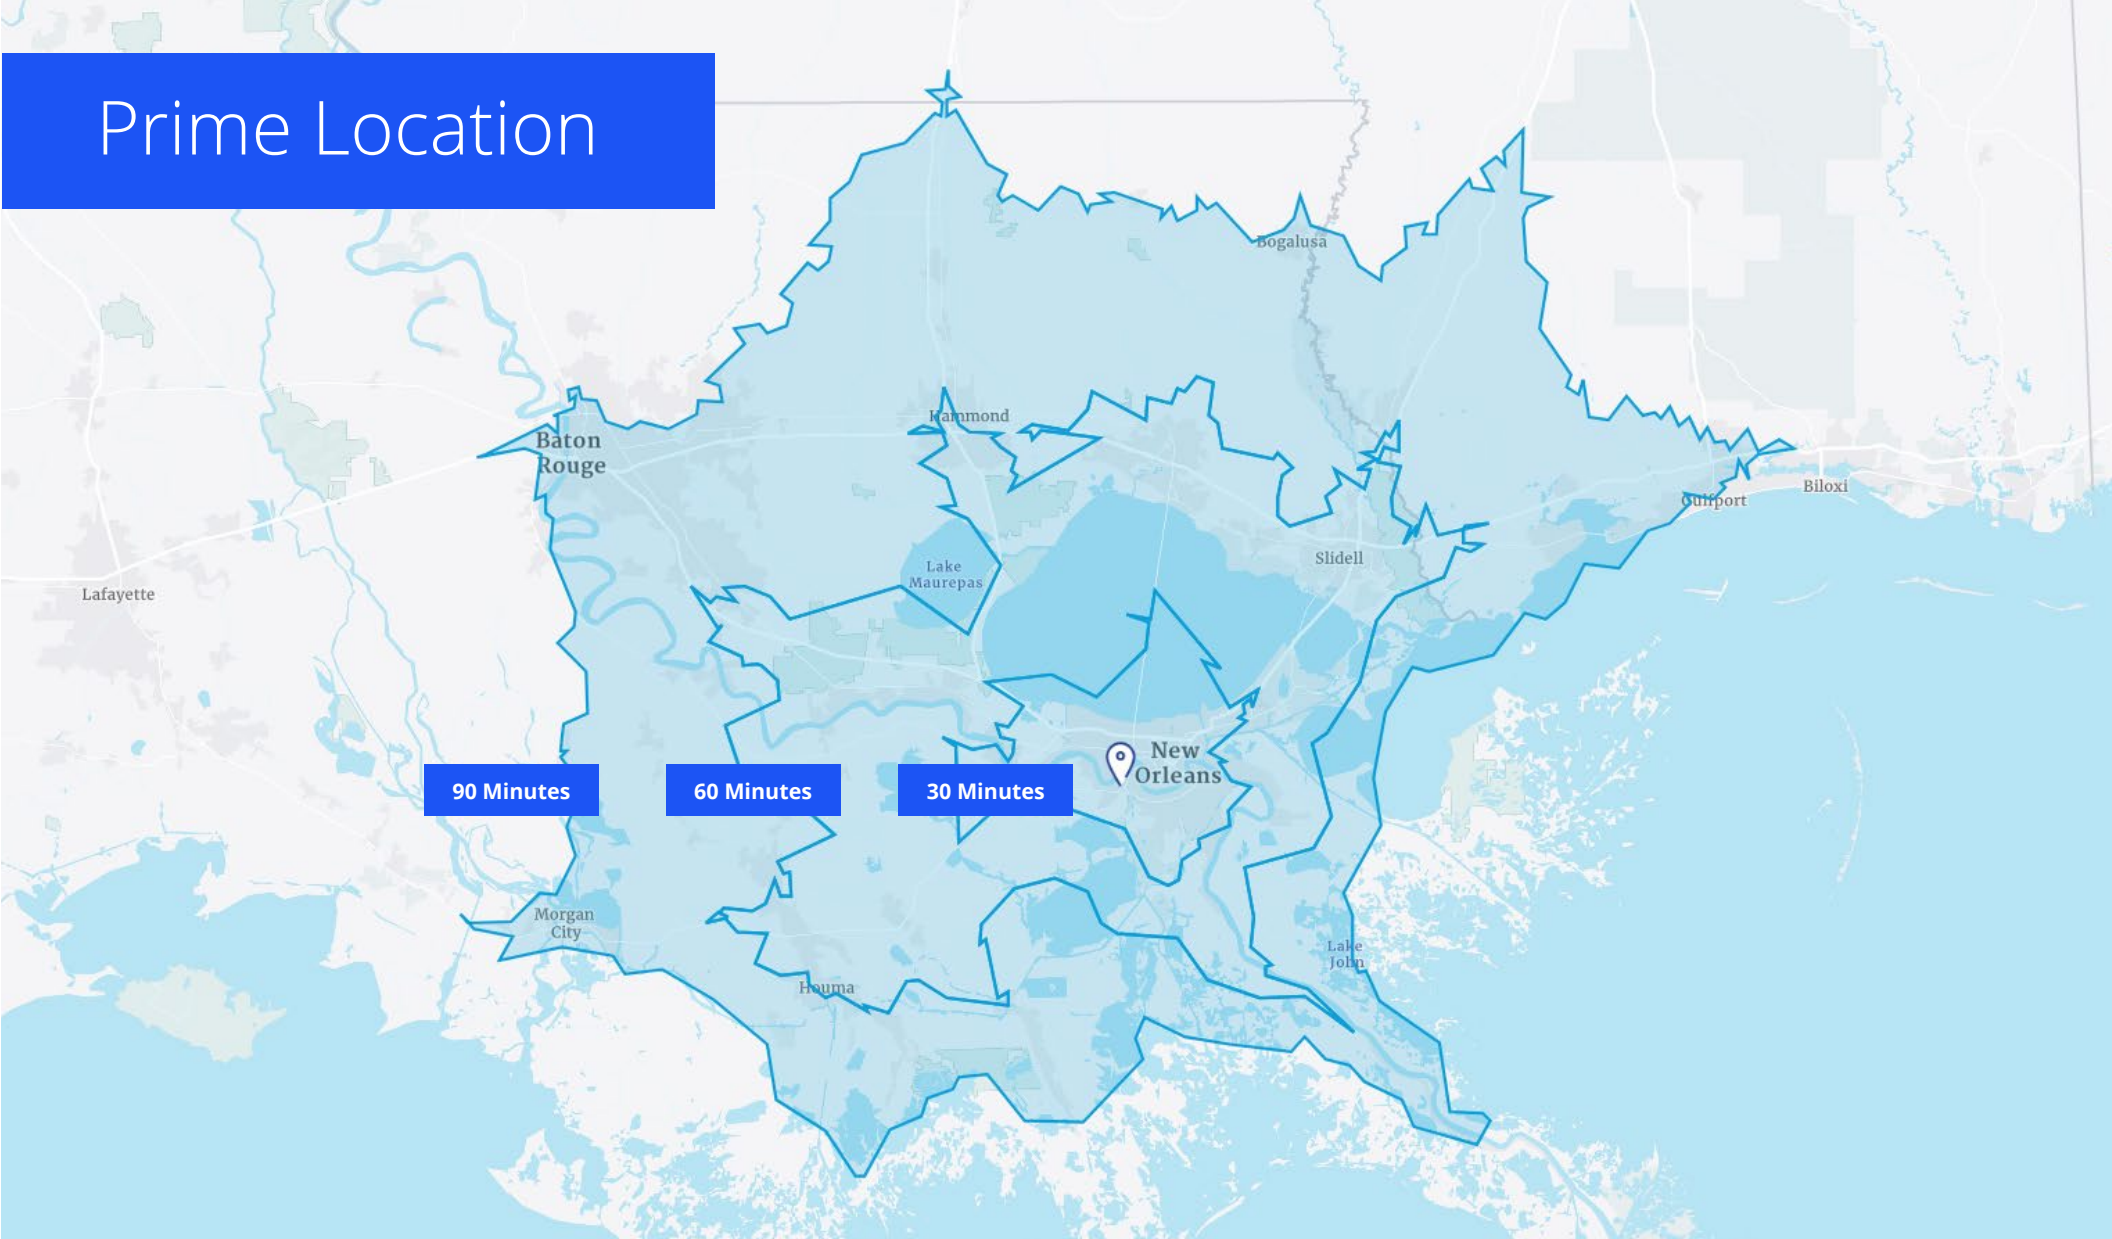 Prime Location
Bogalusa
Hammond
Baton
Rouge
Gulfport
Biloxi
Slidell
Lake
Maurepas
Lafayette
New
Orleans
90 Minutes
60 Minutes
30 Minutes
Morgan
City
Lake
John
Houma